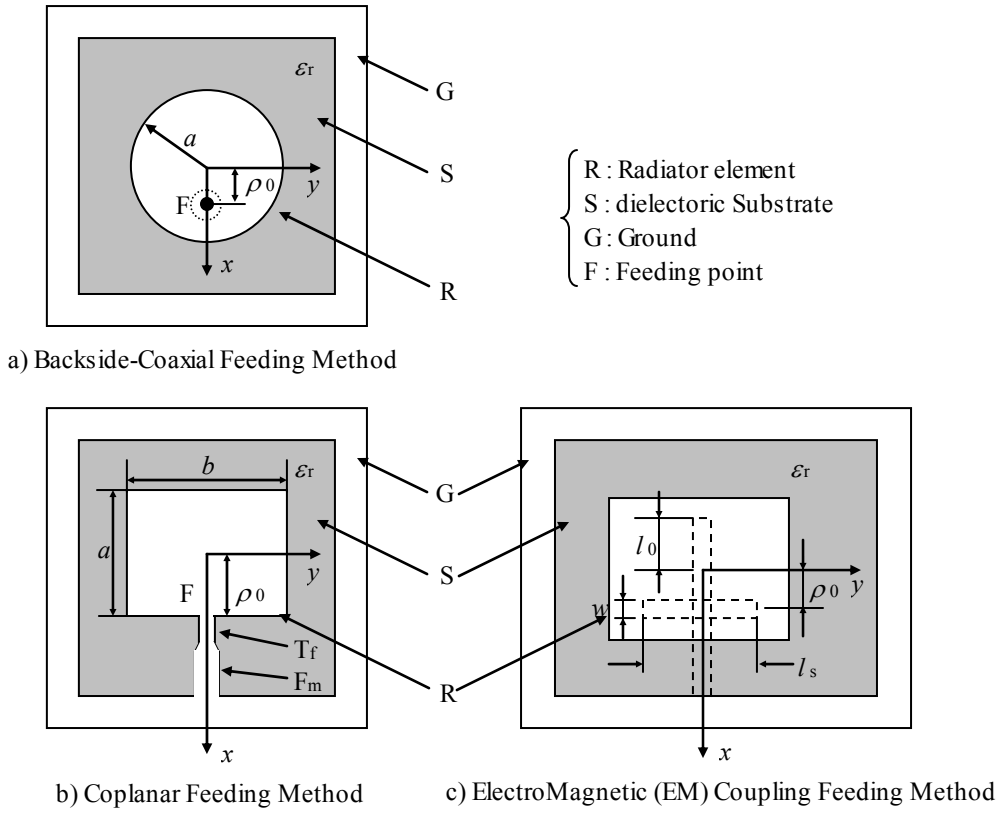 εr
G
a
S
y
ρ0
F
x
R
R : Radiator element
S : dielectoric Substrate
G : Ground
F : Feeding point
a) Backside-Coaxial Feeding Method
b
εr
a
G
S
y
F
ρ0
Tf
Fm
R
x
εr
l0
y
ρ0
w
ls
x
b) Coplanar Feeding Method
c) ElectroMagnetic (EM) Coupling Feeding Method